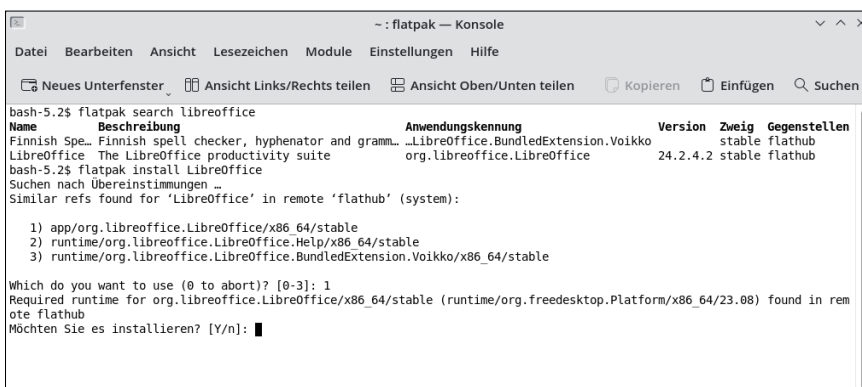 ~ : flatpak — Konsole
Datei Bearbeiten Ansicht Lesezeichen Module Einstellungen Hilfe
Neues Unterfenster Ansicht Links/Rechts teilen Ansicht Oben/Unten teilen Kopieren Einfügen Suchen
bash-5.2$ flatpak search libreoffice
Name Beschreibung Anwendungskennung Version Zweig Gegenstellen
Finnish Spe… Finnish spell checker, hyphenator and gramm… …LibreOffice.BundledExtension.Voikko stable flathub
LibreOffice The LibreOffice productivity suite org.libreoffice.LibreOffice 24.2.4.2 stable flathub
bash-5.2$ flatpak install LibreOffice
Suchen nach Übereinstimmungen …
Similar refs found for ‘LibreOffice’ in remote ‘flathub’ (system):
1) app/org.libreoffice.LibreOffice/x86_64/stable
2) runtime/org.libreoffice.LibreOffice.Help/x86_64/stable
3) runtime/org.libreoffice.LibreOffice.BundledExtension.Voikko/x86_64/stable
Which do you want to use (0 to abort)? [0-3]: 1
Required runtime for org.libreoffice.LibreOffice/x86_64/stable (runtime/org.freedesktop.Platform/x86_64/23.08) found in rem
ote flathub
Möchten Sie es installieren? [Y/n]: